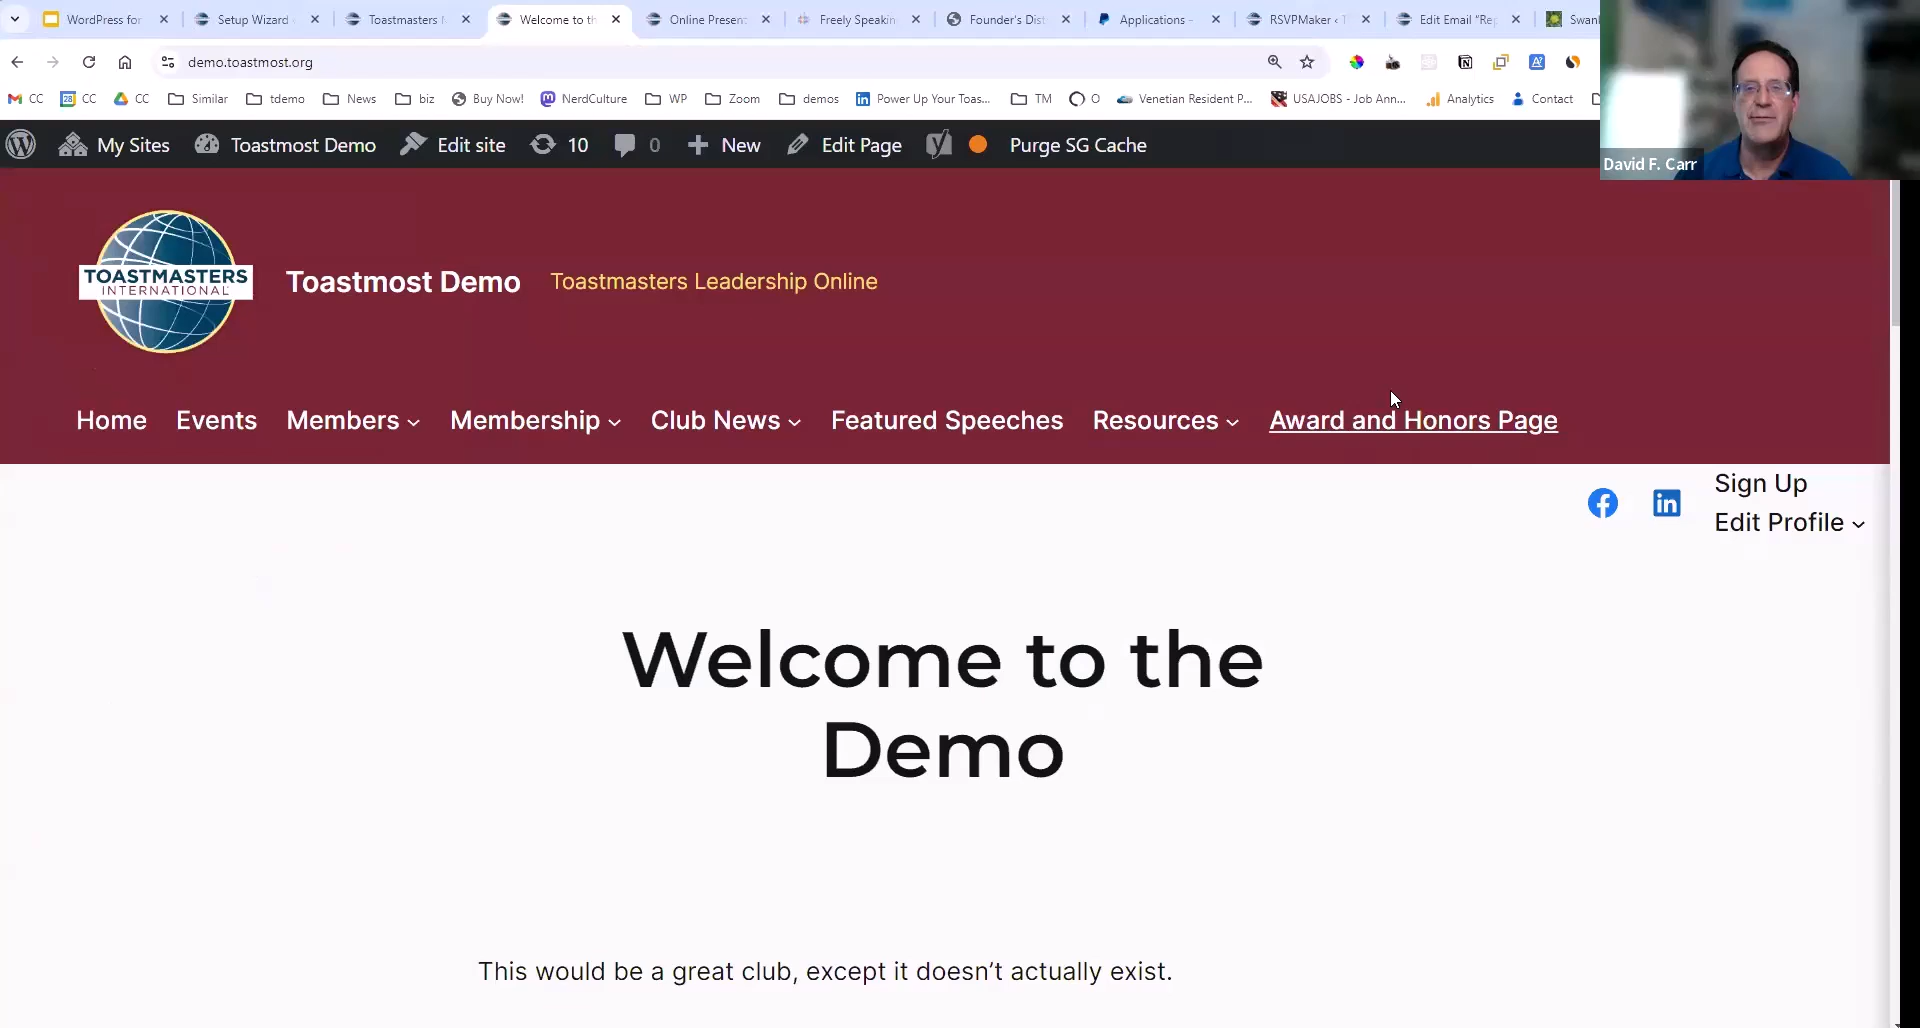 WordPress for
Setup Wizard
Toastmasters
Welcome to th
Online Present
Freely Speakin
Founder's Dist
Applications -
RSVPMaker ‹ T
Edit Email "Re
Swank
demo.toastmost.org
CC
CC
CC
Similar
tdemo
News
biz
Buy Now!
NerdCulture
WP
Zoom
demos
Power Up Your Toas...
TM
O
Venetian Resident P...
USAJOBS - Job Ann...
Analytics
Contact
My Sites
Toastmost Demo
Edit site
10
0
New
Edit Page
Purge SG Cache
David F. Carr
TOASTMASTERS
INTERNATIONAL
Toastmost Demo
Toastmasters Leadership Online
Home
Events
Members
Membership
Club News
Featured Speeches
Resources
Award and Honors Page
Sign Up
Edit Profile
Welcome to the
Demo
This would be a great club, except it doesn’t actually exist.